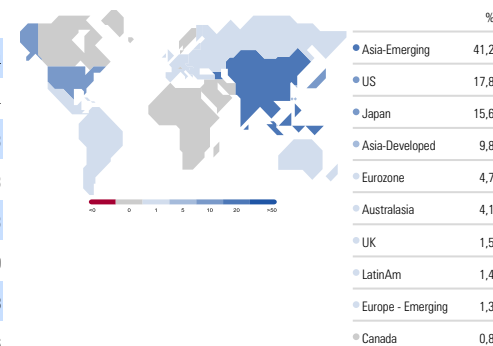 %
Asia-Emerging 41,2
US 17,8
Japan 15,6
Asia-Developed 9,8
Eurozone 4,7
Australasia 4,1
UK 1,5
LatinAm 1,4
Europe - Emerging 1,3
Canada 0,8
<0 0 1 5 10 20 >50